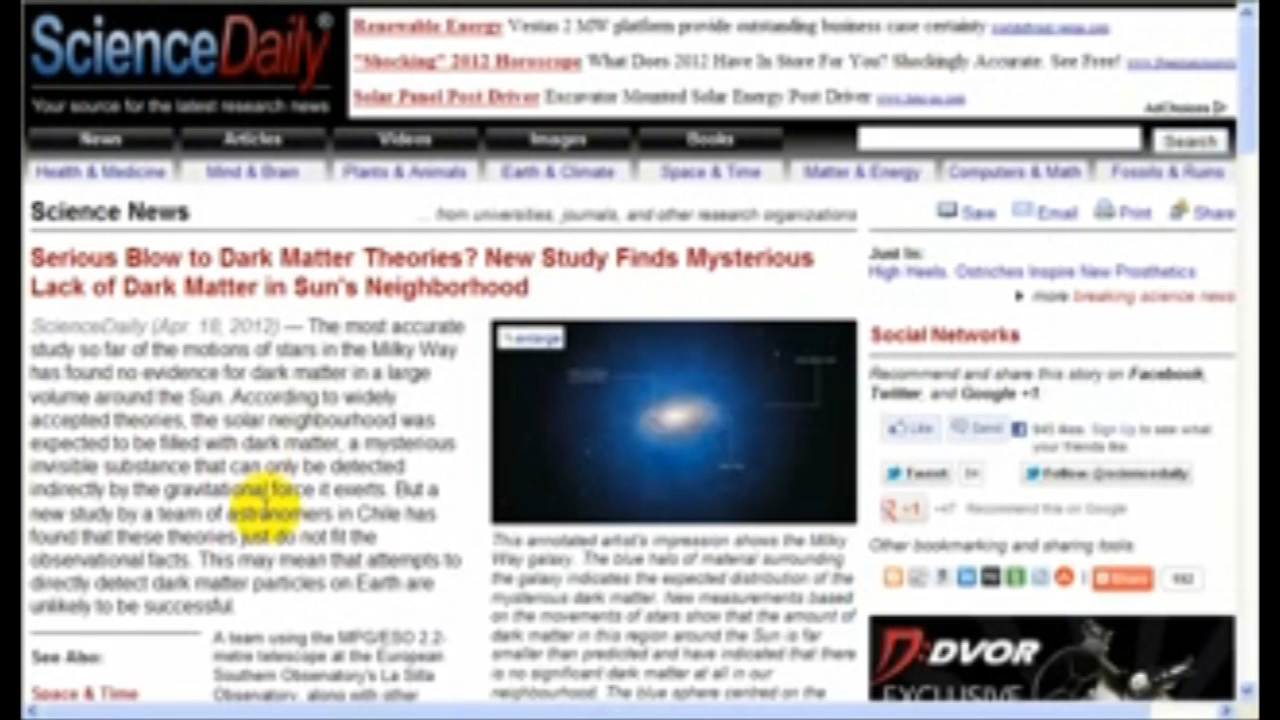 ScienceDaily®
Your source for the latest research news
Renewable Energy Vestas 2 MW platform provide outstanding business case certainty
"Shocking" 2012 Horoscope What Does 2012 Have In Store For You? Shockingly Accurate. See Free!
Solar Panel Post Driver Excavator Mounted Solar Energy Post Driver
AdChoices
News Articles Videos Images Books Search
Health & Medicine Mind & Brain Plants & Animals Earth & Climate Space & Time Matter & Energy Computers & Math Fossils & Ruins
Science News ... from universities, journals, and other research organizations
Save Email Print Share
Serious Blow to Dark Matter Theories? New Study Finds Mysterious
Lack of Dark Matter in Sun's Neighborhood
ScienceDaily (Apr. 18, 2012) — The most accurate
study so far of the motions of stars in the Milky Way
has found no evidence for dark matter in a large
volume around the Sun. According to widely
accepted theories, the solar neighbourhood was
expected to be filled with dark matter, a mysterious
invisible substance that can only be detected
indirectly by the gravitational force it exerts. But a
new study by a team of astronomers in Chile has
found that these theories just do not fit the
observational facts. This may mean that attempts to
directly detect dark matter particles on Earth are
unlikely to be successful.
See Also:
Space & Time
A team using the MPG/ESO 2.2-
metre telescope at the European
Southern Observatory's La Silla
Observatory, along with other
enlarge
This annotated artist's impression shows the Milky
Way galaxy. The blue halo of material surrounding
the galaxy indicates the expected distribution of the
mysterious dark matter. New measurements based
on the movements of stars show that the amount of
dark matter in this region around the Sun is far
smaller than predicted and have indicated that there
is no significant dark matter at all in our
neighbourhood. The blue sphere centred on the
Just In:
High Heels, Ostriches Inspire New Prosthetics
more breaking science news
Social Networks
Recommend and share this story on Facebook,
Twitter, and Google +1:
Like Send likes. Sign Up to see what
your friends like.
Tweet Follow @sciencedaily
+1 Recommend this on Google
Other bookmarking and sharing tools:
Share
DVOR
EXCLUSIVE